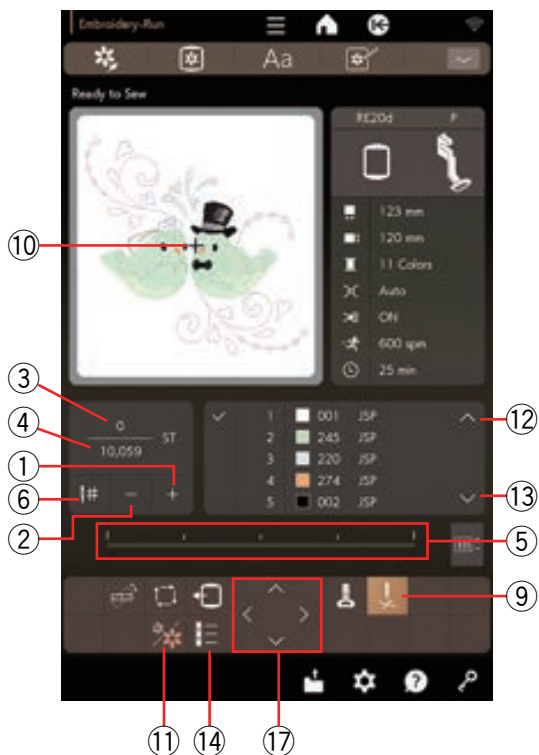 Embroidery-Run
Aa
Ready to Sew
RE20d P
123 mm
120 mm
11 Colors
Auto
ON
600 spm
25 min
⑩
③
④
①
⑥
②
0
10,059
ST
1#
− +
1 001 JSP
2 245 JSP
3 220 JSP
4 274 JSP
5 002 JSP
⑫
⑬
⑤
⑨
⑪ ⑭ ⑰